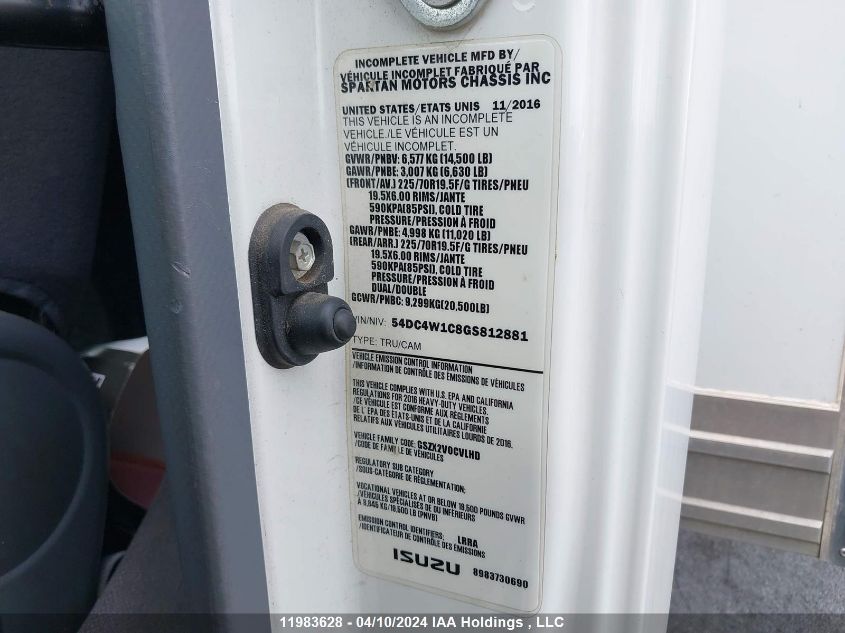 INCOMPLETE VEHICLE MFD BY/
VÉHICULE INCOMPLET FABRIQUÉ PAR
SPARTAN MOTORS CHASSIS INC
UNITED STATES/ETATS UNIS 11/2016
THIS VEHICLE IS AN INCOMPLETE
VEHICLE./LE VÉHICULE EST UN
VÉHICULE INCOMPLET.
GVWR/PNBV: 6,577 KG (14,500 LB)
GAWR/PNBE: 3,007 KG (6,630 LB)
(FRONT/AV.) 225/70R19.5F/G TIRES/PNEU
19.5X6.00 RIMS/JANTE
590KPA(85PSI), COLD TIRE
PRESSURE/PRESSION À FROID
GAWR/PNBE: 4,998 KG (11,020 LB)
(REAR/ARR.) 225/70R19.5F/G TIRES/PNEU
19.5X6.00 RIMS/JANTE
590KPA(85PSI), COLD TIRE
PRESSURE/PRESSION À FROID
DUAL/DOUBLE
GCWR/PNBC: 9,299KG(20,500LB)
VIN/NIV: 54DC4W1C8GS812881
TYPE: TRU/CAM
VEHICLE EMISSION CONTROL INFORMATION
/INFORMATION DE CONTRÔLE DES ÉMISSIONS DE VÉHICULES
THIS VEHICLE COMPLIES WITH U.S. EPA AND CALIFORNIA
REGULATIONS FOR 2016 HEAVY-DUTY VEHICLES.
/CE VÉHICULE EST CONFORME AUX RÈGLEMENTS
DE L'EPA DES ÉTATS-UNIS ET DE LA CALIFORNIE
RELATIFS AUX VÉHICULES UTILITAIRES LOURDS DE 2016.
VEHICLE FAMILY CODE: GSZX2VOCVLHD
/CODE DE FAMILLE DE VÉHICULES
REGULATORY SUB CATEGORY
/SOUS-CATÉGORIE DE RÉGLEMENTATION:
VOCATIONAL VEHICLES AT OR BELOW 19,500 POUNDS GVWR
/VÉHICULES SPÉCIALISÉS DE OU INFÉRIEURS
À 8,845 KG/19,500 LB (PNVB)
EMISSION CONTROL IDENTIFIERS: LRRA
/IDENTIFICATEUR DE CONTRÔLE DES ÉMISSIONS
ISUZU 8983730690
11983628 - 04/10/2024 IAA Holdings , LLC